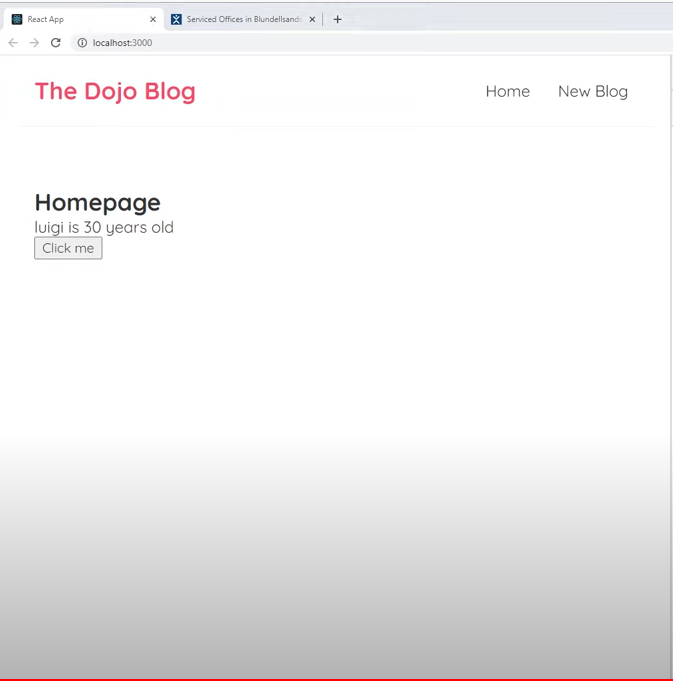 React App
Serviced Offices in Blundellsands
localhost:3000
The Dojo Blog
Home
New Blog
Homepage
luigi is 30 years old
Click me